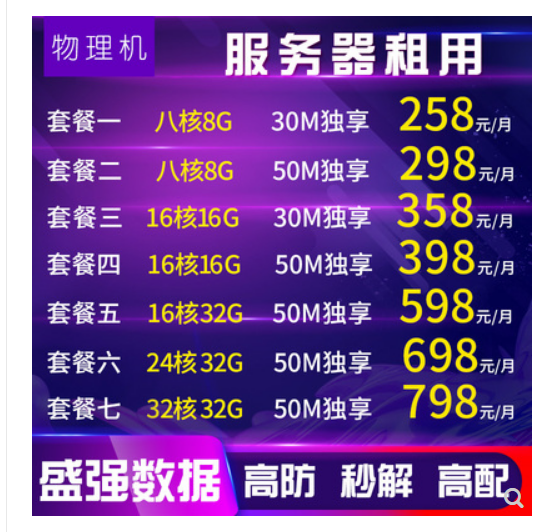 物理机 服务器租用
套餐一 八核8G 30M独享 258元/月
套餐二 八核8G 50M独享 298元/月
套餐三 16核16G 30M独享 358元/月
套餐四 16核16G 50M独享 398元/月
套餐五 16核32G 50M独享 598元/月
套餐六 24核32G 50M独享 698元/月
套餐七 32核32G 50M独享 798元/月
盛强数据 高防 秒解 高配